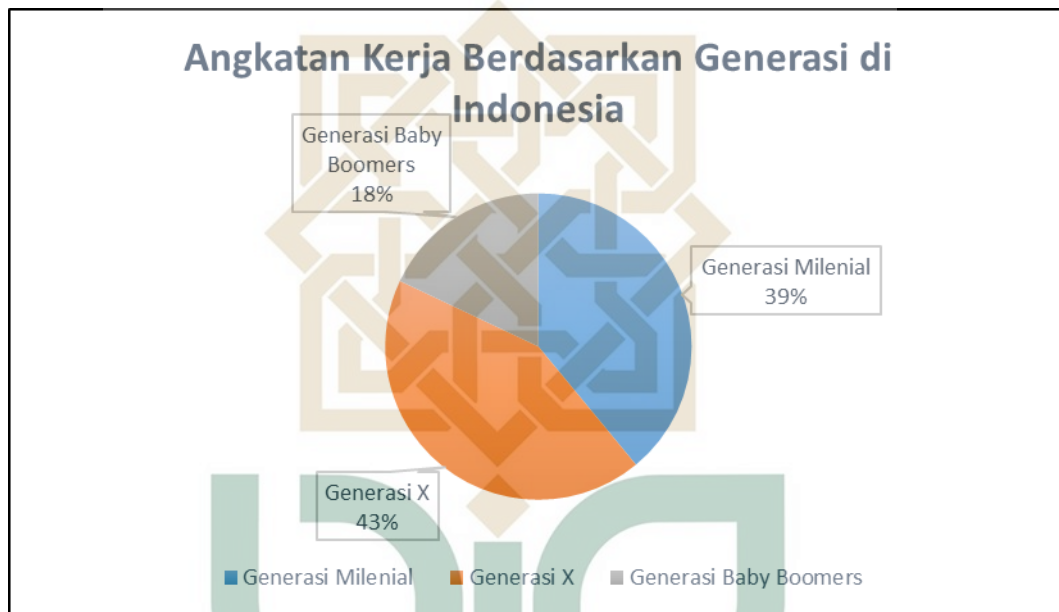 Angkatan Kerja Berdasarkan Generasi di
Indonesia
Generasi Baby
Boomers
18%
Generasi Milenial
39%
Generasi X
43%
Generasi Milenial
Generasi X
Generasi Baby Boomers